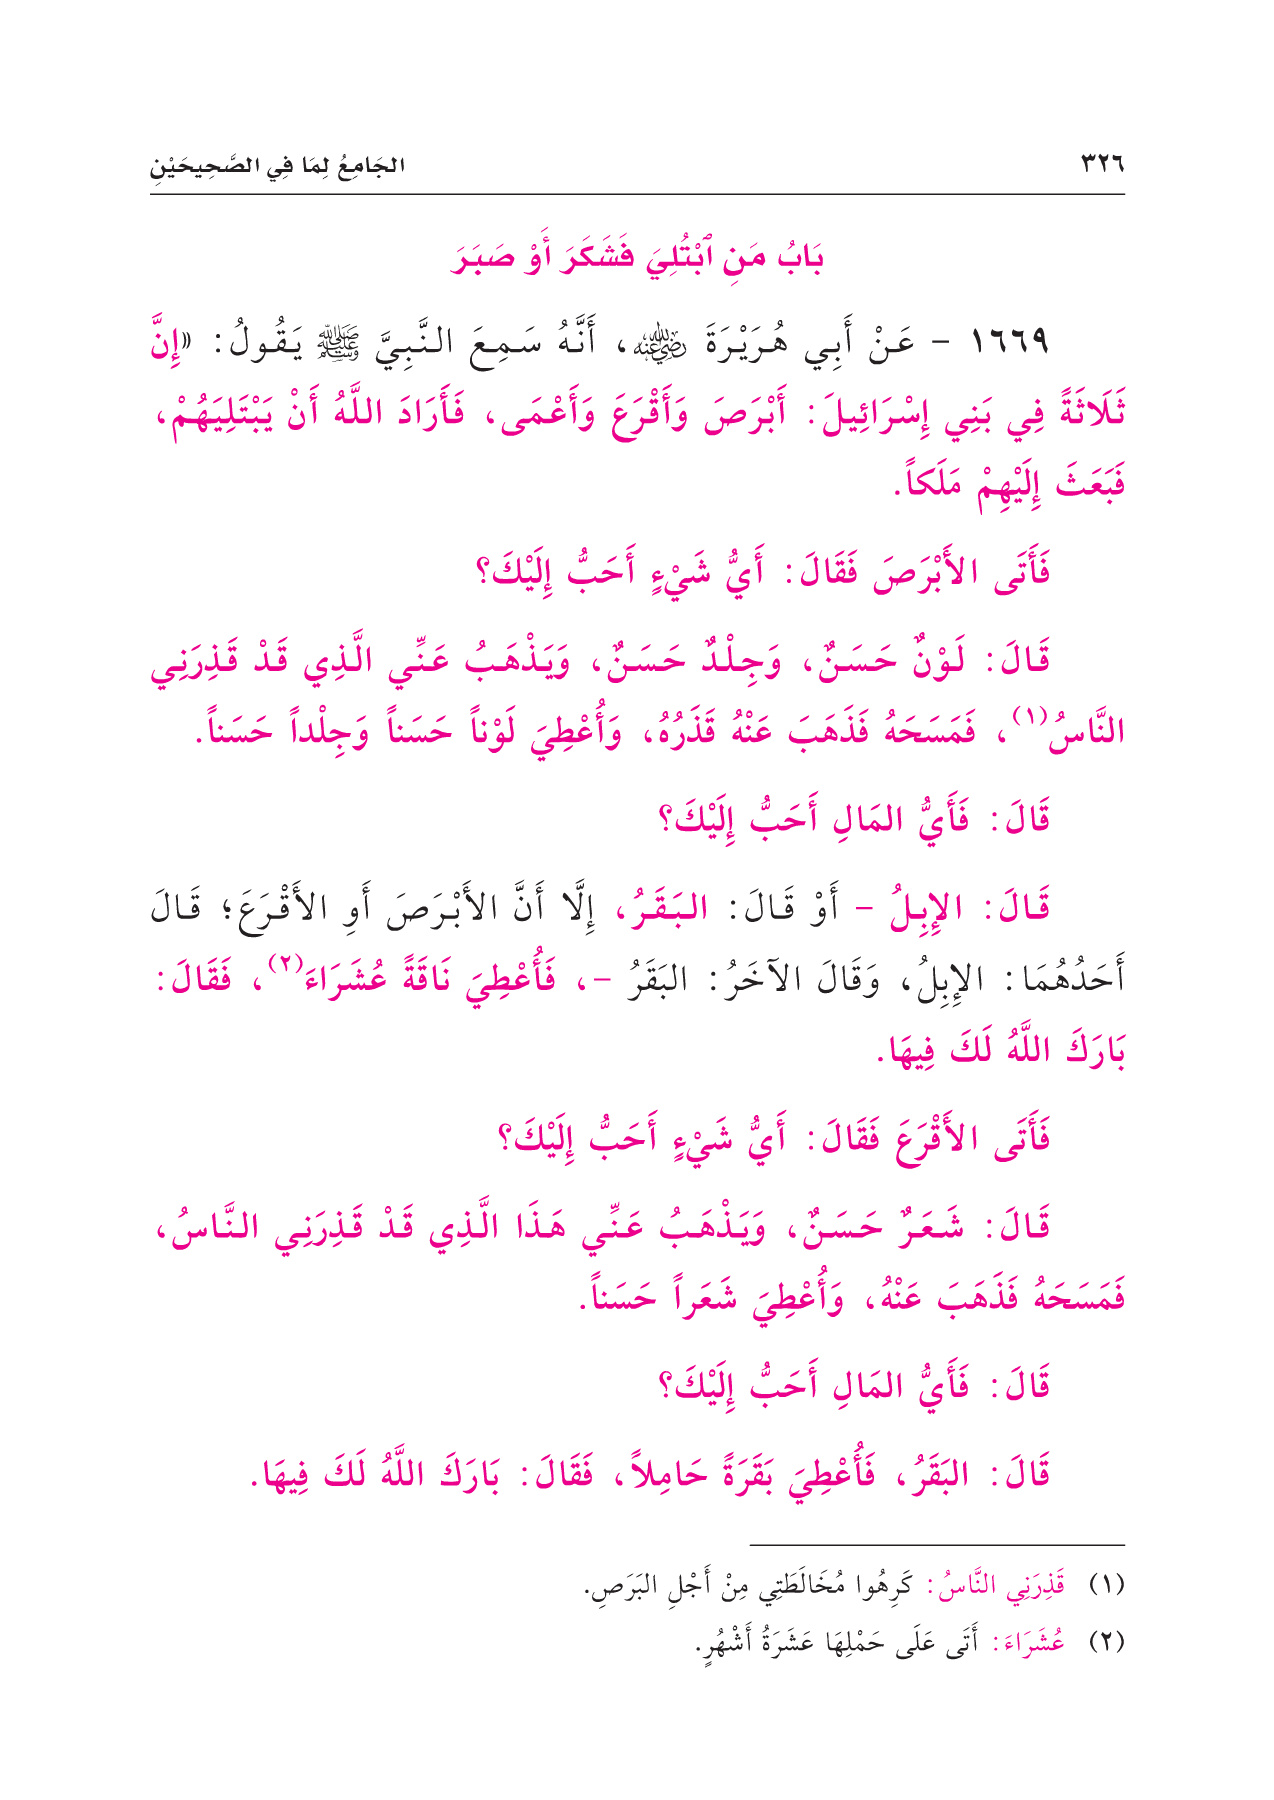 ٣٢٦ الجَامِعُ لِمَا فِي الصَّحِيحَيْنِ
بَابُ مَنِ ٱبْتُلِيَ فَشَكَرَ أَوْ صَبَرَ
١٦٦٩ - عَنْ أَبِي هُرَيْرَةَ رضي الله عنه، أَنَّهُ سَمِعَ النَّبِيَّ ﷺ يَقُولُ: «إِنَّ
ثَلَاثَةً فِي بَنِي إِسْرَائِيلَ: أَبْرَصَ وَأَقْرَعَ وَأَعْمَى، فَأَرَادَ اللَّهُ أَنْ يَبْتَلِيَهُمْ،
فَبَعَثَ إِلَيْهِمْ مَلَكاً.
فَأَتَى الأَبْرَصَ فَقَالَ: أَيُّ شَيْءٍ أَحَبُّ إِلَيْكَ؟
قَالَ: لَوْنٌ حَسَنٌ، وَجِلْدٌ حَسَنٌ، وَيَذْهَبُ عَنِّي الَّذِي قَدْ قَذِرَنِي
النَّاسُ(١)، فَمَسَحَهُ فَذَهَبَ عَنْهُ قَذَرُهُ، وَأُعْطِيَ لَوْناً حَسَناً وَجِلْداً حَسَناً.
قَالَ: فَأَيُّ المَالِ أَحَبُّ إِلَيْكَ؟
قَالَ: الإِبِلُ - أَوْ قَالَ: البَقَرُ، إِلَّا أَنَّ الأَبْرَصَ أَوِ الأَقْرَعَ؛ قَالَ
أَحَدُهُمَا: الإِبِلُ، وَقَالَ الآخَرُ: البَقَرُ -، فَأُعْطِيَ نَاقَةً عُشَرَاءَ(٢)، فَقَالَ:
بَارَكَ اللَّهُ لَكَ فِيهَا.
فَأَتَى الأَقْرَعَ فَقَالَ: أَيُّ شَيْءٍ أَحَبُّ إِلَيْكَ؟
قَالَ: شَعَرٌ حَسَنٌ، وَيَذْهَبُ عَنِّي هَذَا الَّذِي قَدْ قَذِرَنِي النَّاسُ،
فَمَسَحَهُ فَذَهَبَ عَنْهُ، وَأُعْطِيَ شَعَراً حَسَناً.
قَالَ: فَأَيُّ المَالِ أَحَبُّ إِلَيْكَ؟
قَالَ: البَقَرُ، فَأُعْطِيَ بَقَرَةً حَامِلاً، فَقَالَ: بَارَكَ اللَّهُ لَكَ فِيهَا.
(١) قَذِرَنِي النَّاسُ: كَرِهُوا مُخَالَطَتِي مِنْ أَجْلِ البَرَصِ.
(٢) عُشَرَاءَ: أَتَى عَلَى حَمْلِهَا عَشَرَةُ أَشْهُرٍ.